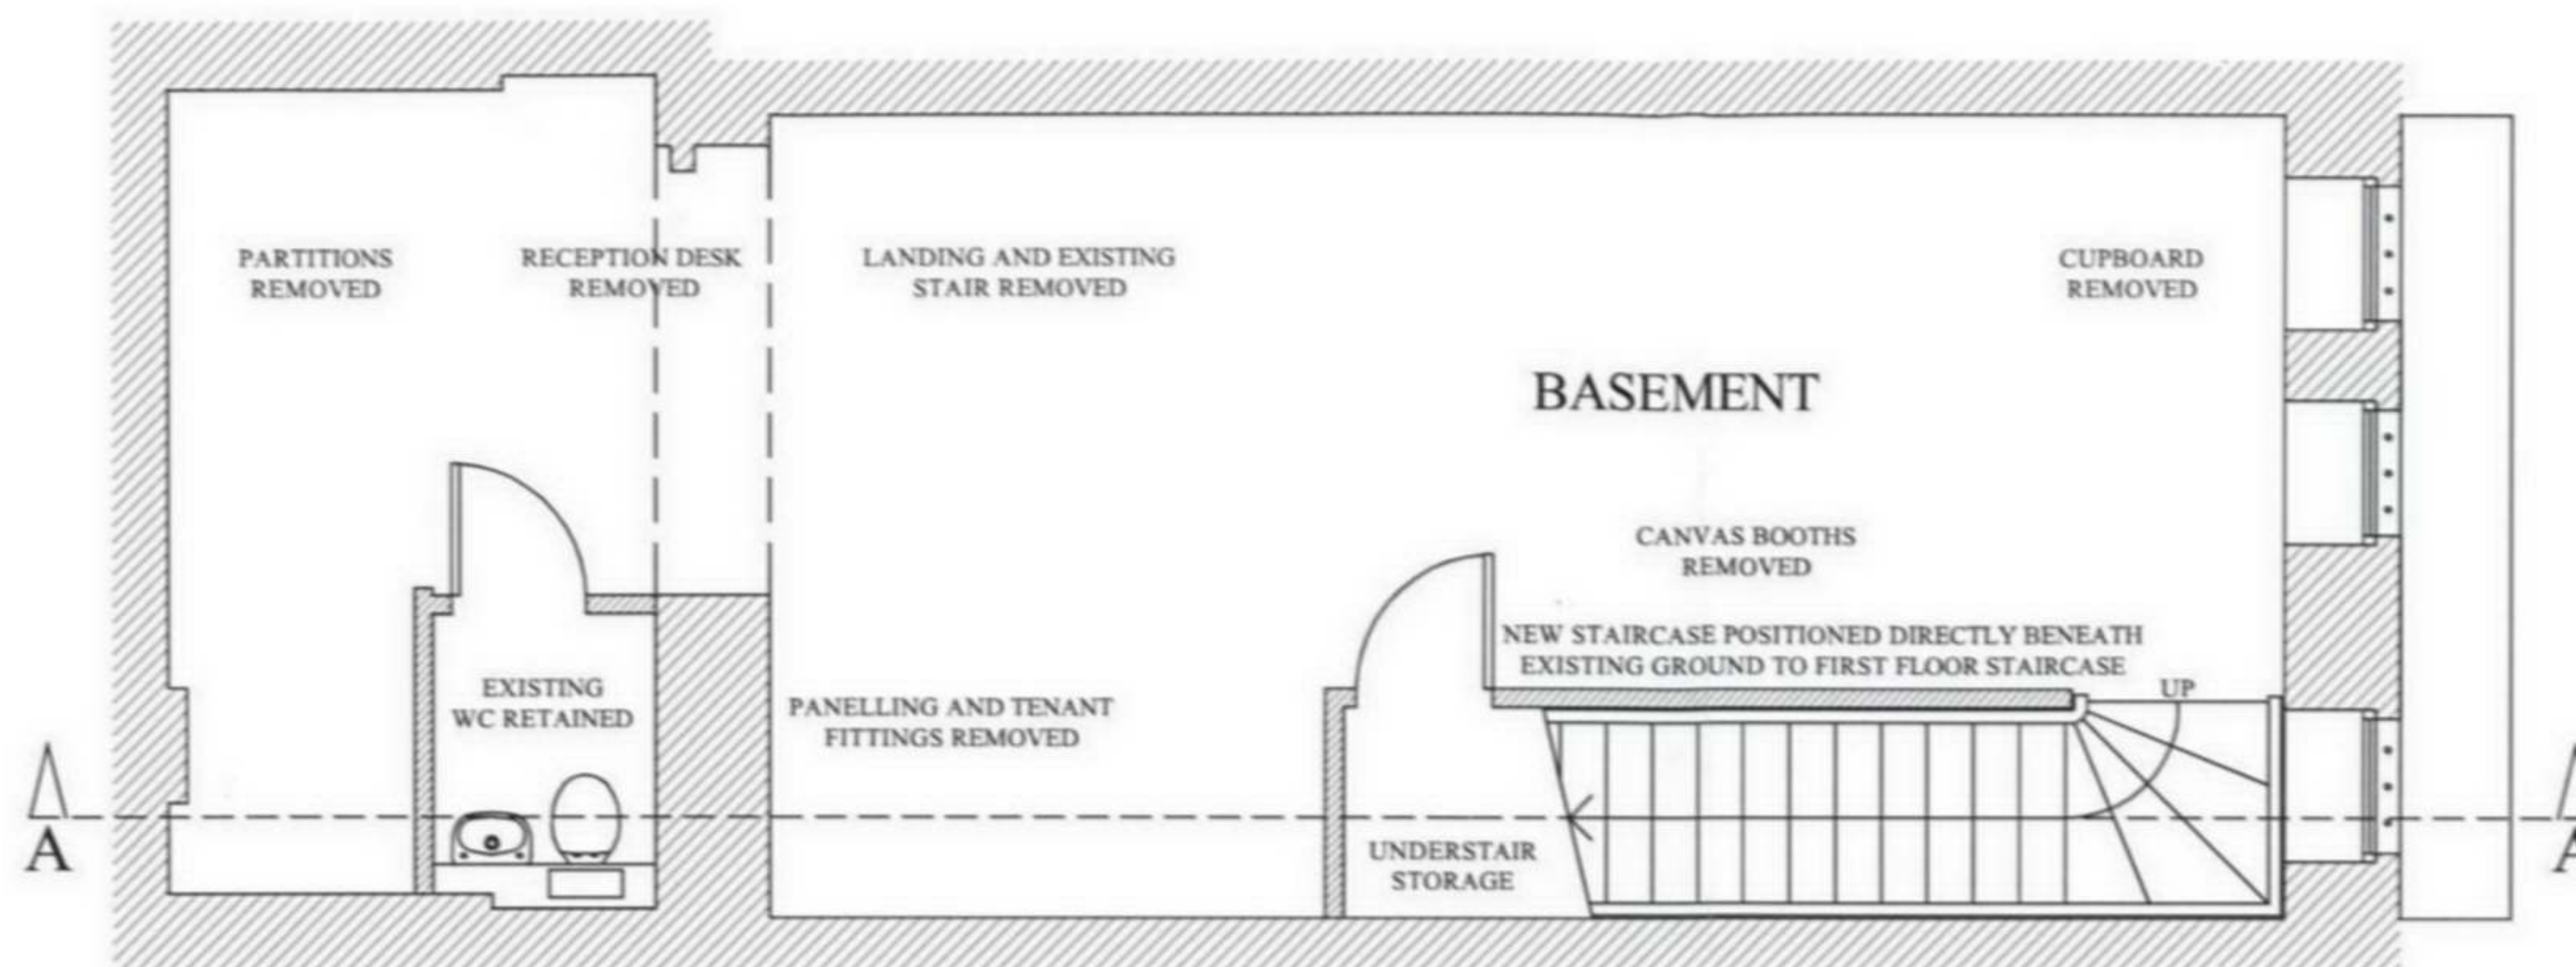 PARTITIONS
REMOVED
RECEPTION DESK
REMOVED
LANDING AND EXISTING
STAIR REMOVED
CUPBOARD
REMOVED
BASEMENT
CANVAS BOOTHS
REMOVED
NEW STAIRCASE POSITIONED DIRECTLY BENEATH
EXISTING GROUND TO FIRST FLOOR STAIRCASE
UP
EXISTING
WC RETAINED
PANELLING AND TENANT
FITTINGS REMOVED
UNDERSTAIR
STORAGE
A
A